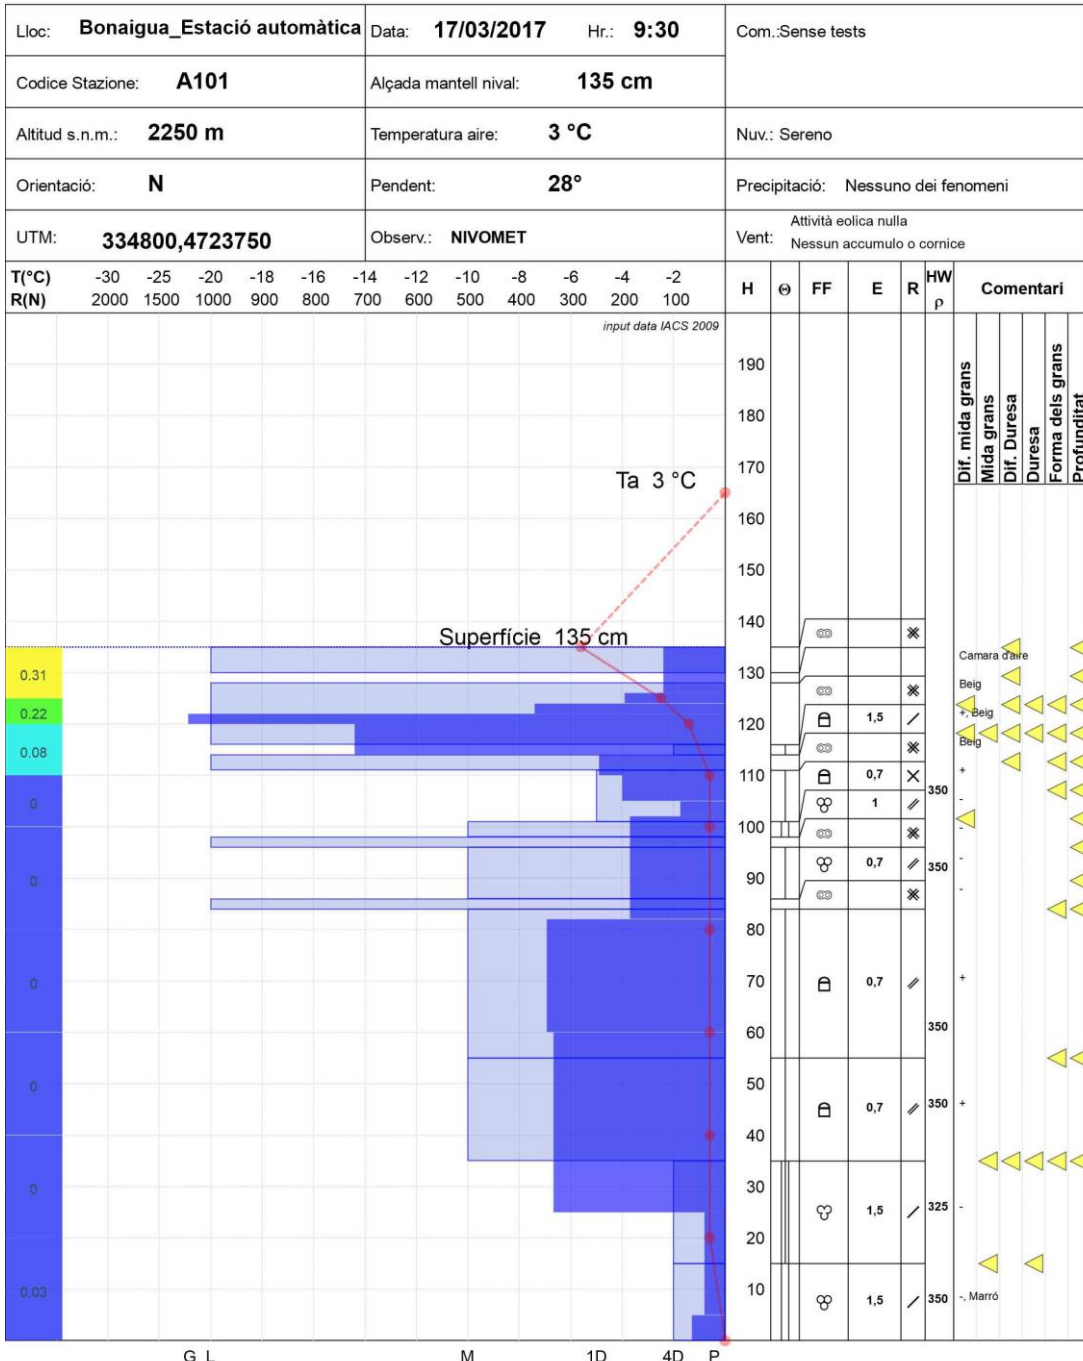 Lloc: Bonaigua_Estació automàtica Data: 17/03/2017 Hr.: 9:30 Com.:Sense tests
Codice Stazione: A101 Alçada mantell nival: 135 cm
Altitud s.n.m.: 2250 m Temperatura aire: 3 °C Nuv.: Sereno
Orientació: N Pendent: 28° Precipitació: Nessuno dei fenomeni
UTM: 334800,4723750 Observ.: NIVOMET Vent: Attività eolica nulla
Nessun accumulo o cornice
T(°C) -30 -25 -20 -18 -16 -14 -12 -10 -8 -6 -4 -2
R(N) 2000 1500 1000 900 800 700 600 500 400 300 200 100
H Θ FF E R HW ρ Comentari
input data IACS 2009
Dif. mida grans
Mida grans
Dif. Duresa
Duresa
Forma dels grans
Profunditat
190
180
170
Ta 3 °C
160
150
140
Superfície 135 cm
Camara d'aire
0.31 130
Beig
0.22 +, Beig
120 1,5
0.08 Beig
110 0,7 +
0 350 -
1
100 -
0,7 350 -
0 90 -
80
0 70 0,7 +
60 350
0 50 0,7 350 +
40
0 30 1,5 325 -
20
0.03 10 1,5 350 -, Marró
G L M 1D 4D P